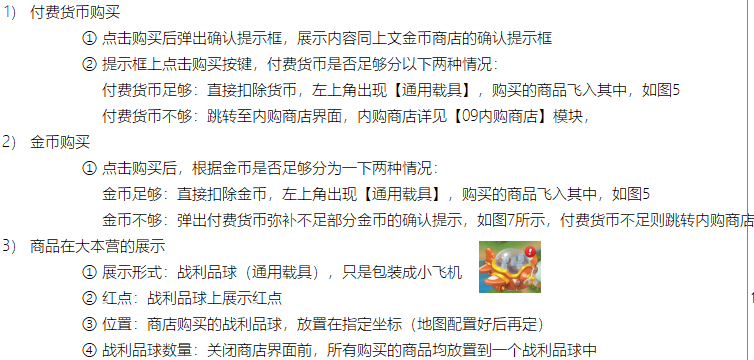 1） 付费货币购买
① 点击购买后弹出确认提示框，展示内容同上文金币商店的确认提示框
② 提示框上点击购买按键，付费货币是否足够分以下两种情况：
付费货币足够：直接扣除货币，左上角出现【通用载具】，购买的商品飞入其中，如图5
付费货币不够：跳转至内购商店界面，内购商店详见【09内购商店】模块，
2） 金币购买
① 点击购买后，根据金币是否足够分为一下两种情况：
金币足够：直接扣除金币，左上角出现【通用载具】，购买的商品飞入其中，如图5
金币不够：弹出付费货币弥补不足部分金币的确认提示，如图7所示，付费货币不足则跳转内购商店
3） 商品在大本营的展示
① 展示形式：战利品球（通用载具），只是包装成小飞机
② 红点：战利品球上展示红点
③ 位置：商店购买的战利品球，放置在指定坐标（地图配置好后再定）
④ 战利品球数量：关闭商店界面前，所有购买的商品均放置到一个战利品球中